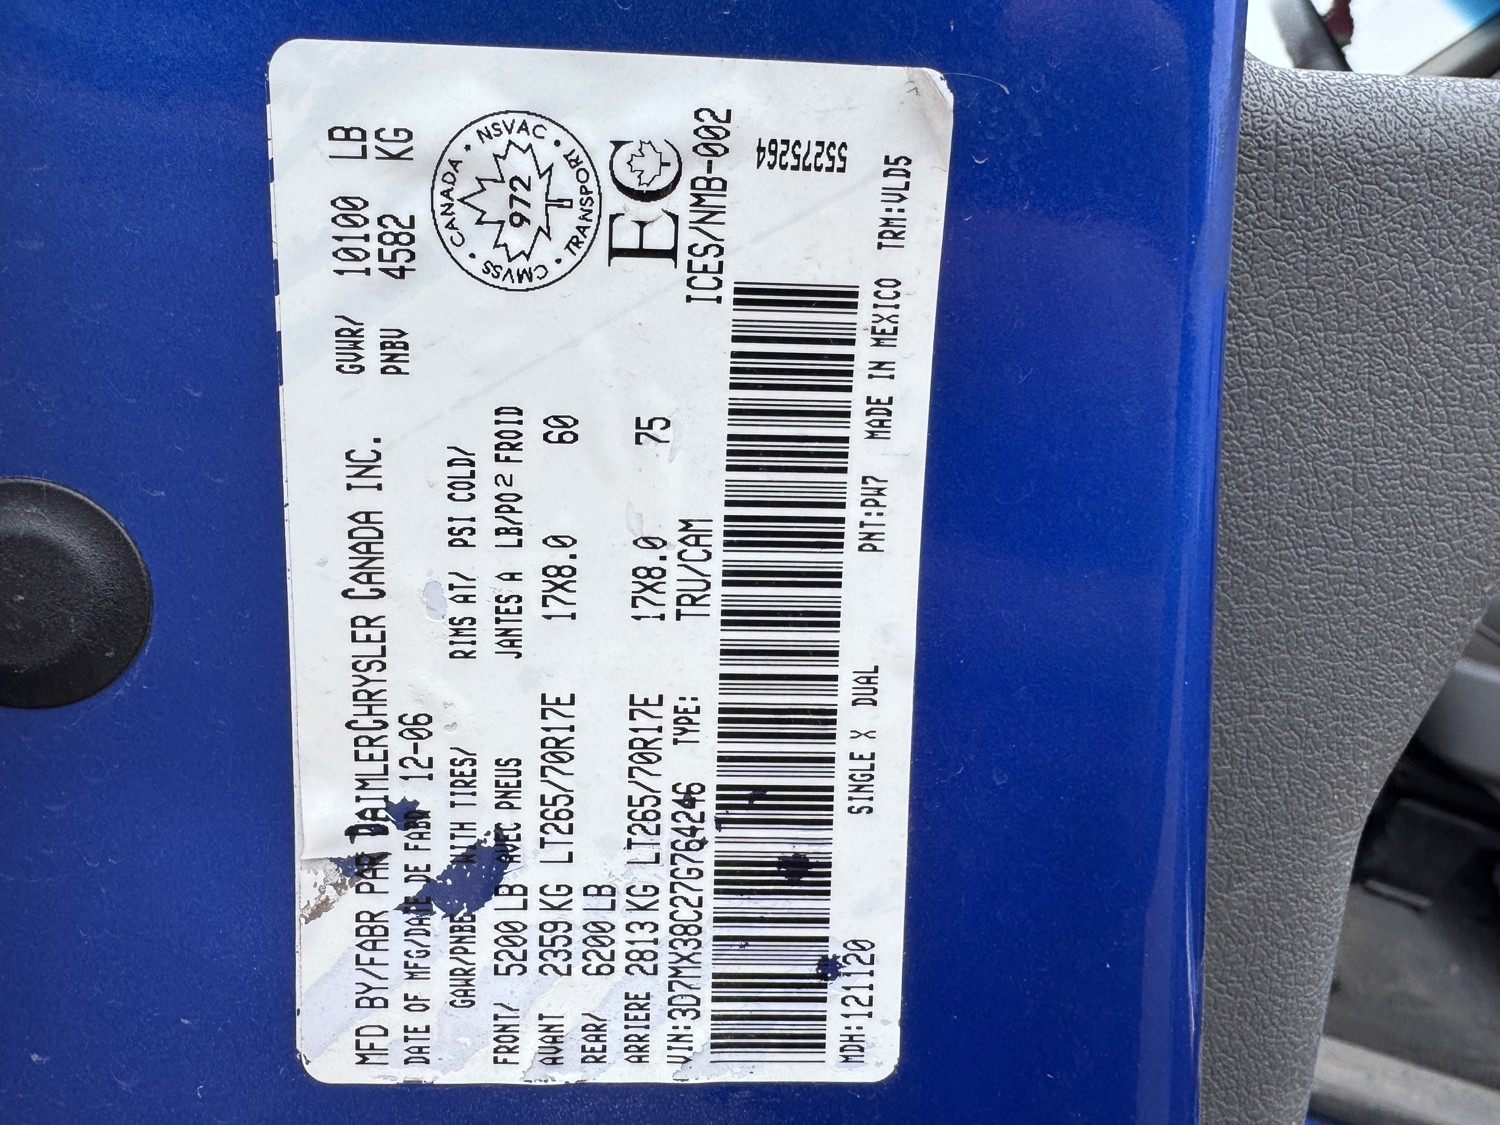 MFD BY/FABR PAR DAIMLERCHRYSLER CANADA INC.
GVWR/ 10100 LB
DATE OF MFG/DATE DE FABR 12-06
PNBV 4582 KG
GAWR/PNBE WITH TIRES/ RIMS AT/ PSI COLD/
AVEC PNEUS JANTES A LB/PO2 FROID
FRONT/ 5200 LB
AVANT 2359 KG LT265/70R17E 17X8.0 60
REAR/ 6200 LB
ARRIERE 2813 KG LT265/70R17E 17X8.0 75
VIN:3D7MX38C27G764246 TYPE: TRU/CAM
CANADA • NSVAC • TRANSPORT • CMVSS •
972
EC
ICES/NMB-002
55275264
SINGLE X DUAL
MDH:121120 PNT:PW7 MADE IN MEXICO TRM:VLD5